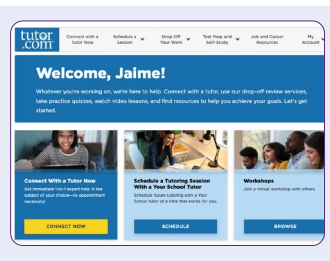 tutor
.com
Connect with a
Tutor Now
Schedule a
Session
Drop Off
Your Work
Test Prep and
Self-Study
Job and Career
Resources
My
Account
Welcome, Jaime!
Whatever you're working on, we're here to help. Connect with a tutor, use our drop-off review services,
take practice quizzes, watch video lessons, and find resources to help you achieve your goals. Let's get
started.
Connect With a Tutor Now
Get immediate 1-to-1 expert help in the
subject of your choice—no appointment
necessary!
CONNECT NOW
Schedule a Tutoring Session
With a Your School Tutor
Schedule future tutoring with a Your
School tutor at a time that works for you.
SCHEDULE
Workshops
Join a virtual workshop with others.
BROWSE